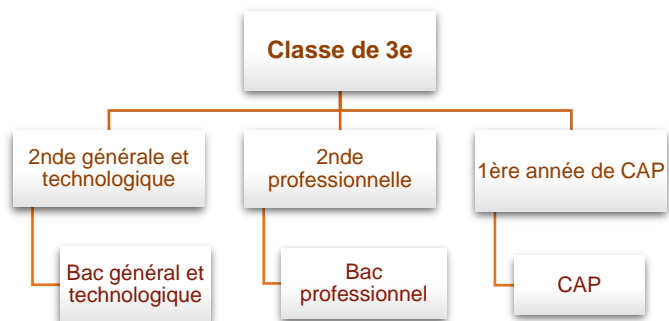 Classe de 3e
2nde générale et
technologique
2nde
professionnelle
1ère année de CAP
Bac général et
technologique
Bac
professionnel
CAP